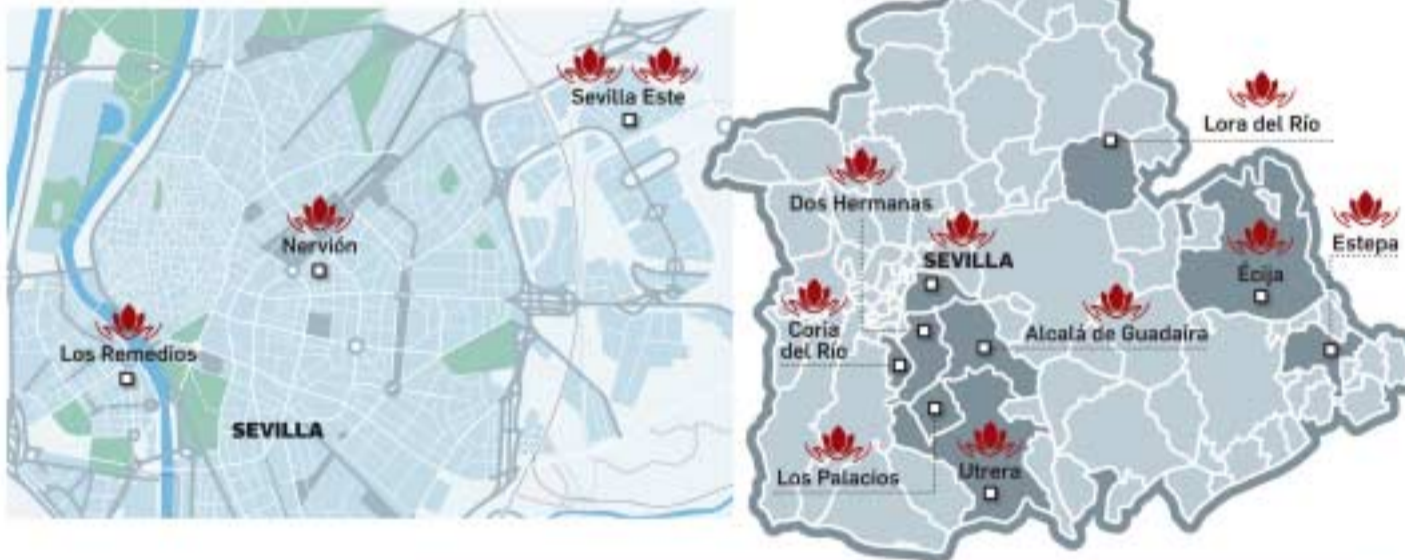 Sevilla Este
Nervión
Los Remedios
SEVILLA
Lora del Río
Dos Hermanas
Estepa
SEVILLA
Écija
Coria
del Río
Alcalá de Guadaíra
Los Palacios
Utrera